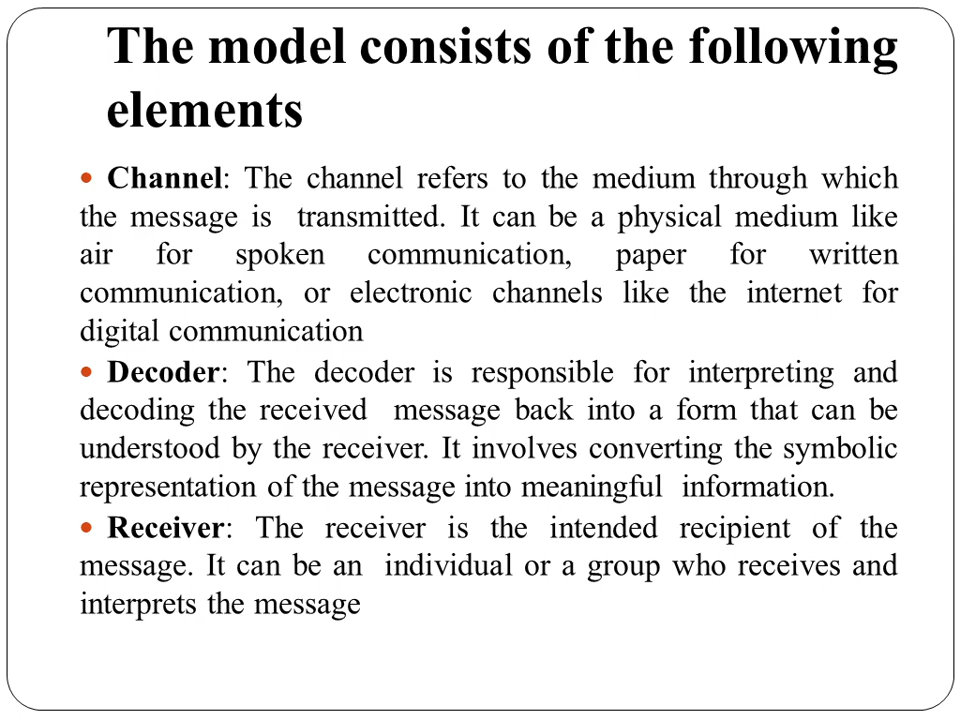 The model consists of the following
elements
• Channel: The channel refers to the medium through which
the message is transmitted. It can be a physical medium like
air for spoken communication, paper for written
communication, or electronic channels like the internet for
digital communication
• Decoder: The decoder is responsible for interpreting and
decoding the received message back into a form that can be
understood by the receiver. It involves converting the symbolic
representation of the message into meaningful information.
• Receiver: The receiver is the intended recipient of the
message. It can be an individual or a group who receives and
interprets the message